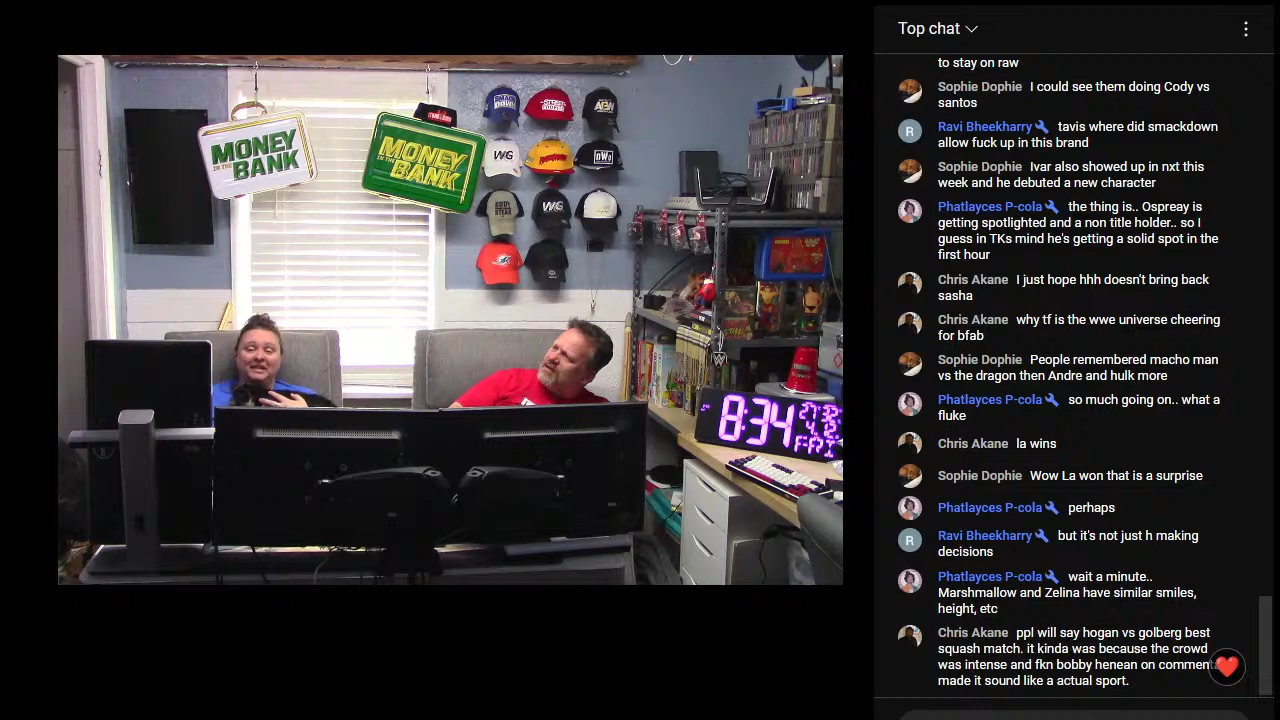 Top chat
to stay on raw
Sophie Dophie I could see them doing Cody vs
santos
R
Ravi Bheekharry tavis where did smackdown
allow fuck up in this brand
Sophie Dophie Ivar also showed up in nxt this
week and he debuted a new character
Phatlayces P-cola the thing is.. Ospreay is
getting spotlighted and a non title holder.. so I
guess in TKs mind he's getting a solid spot in the
first hour
Chris Akane I just hope hhh doesn't bring back
sasha
Chris Akane why tf is the wwe universe cheering
for bfab
Sophie Dophie People remembered macho man
vs the dragon then Andre and hulk more
Phatlayces P-cola so much going on.. what a
fluke
Chris Akane la wins
Sophie Dophie Wow La won that is a surprise
Phatlayces P-cola perhaps
R
Ravi Bheekharry but it's not just h making
decisions
Phatlayces P-cola wait a minute..
Marshmallow and Zelina have similar smiles,
height, etc
Chris Akane ppl will say hogan vs golberg best
squash match. it kinda was because the crowd
was intense and fkn bobby henean on comment
made it sound like a actual sport.
MONEY
IN THE BANK
MONEY
IN THE BANK
WG
nWo
WG
8:34
FRI